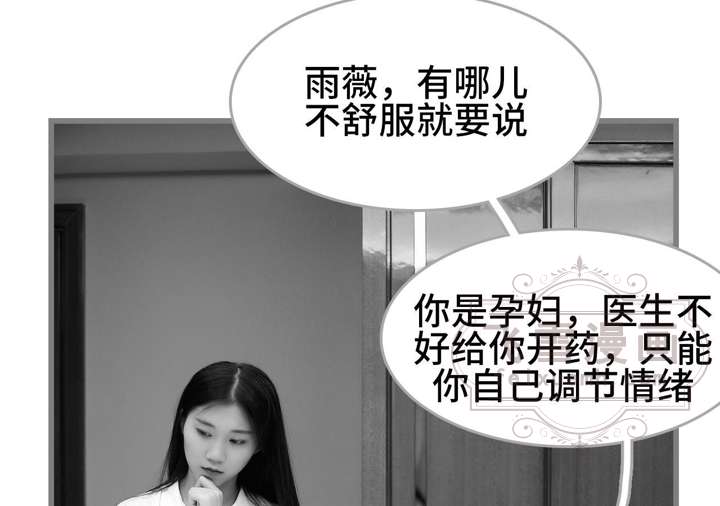 雨薇，有哪儿
不舒服就要说
你是孕妇，医生不
好给你开药，只能
你自己调节情绪